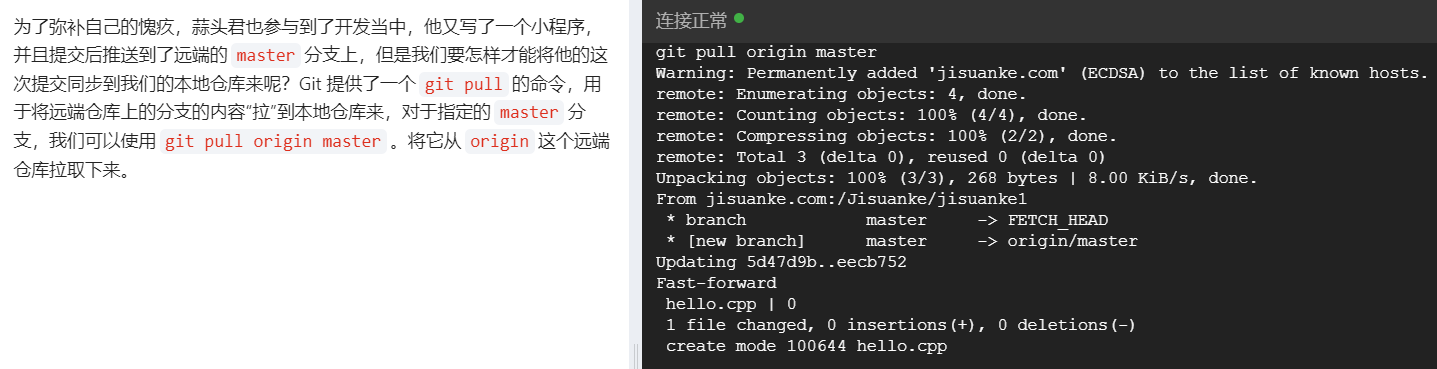 为了弥补自己的愧疚，蒜头君也参与到了开发当中，他又写了一个小程序，
并且提交后推送到了远端的 master 分支上，但是我们要怎样才能将他的这
次提交同步到我们的本地仓库来呢？Git 提供了一个 git pull 的命令，用
于将远端仓库上的分支的内容“拉”到本地仓库来，对于指定的 master 分
支，我们可以使用 git pull origin master 。将它从 origin 这个远端
仓库拉取下来。
连接正常
git pull origin master
Warning: Permanently added 'jisuanke.com' (ECDSA) to the list of known hosts.
remote: Enumerating objects: 4, done.
remote: Counting objects: 100% (4/4), done.
remote: Compressing objects: 100% (2/2), done.
remote: Total 3 (delta 0), reused 0 (delta 0)
Unpacking objects: 100% (3/3), 268 bytes | 8.00 KiB/s, done.
From jisuanke.com:/Jisuanke/jisuanke1
 * branch            master     -> FETCH_HEAD
 * [new branch]      master     -> origin/master
Updating 5d47d9b..eecb752
Fast-forward
 hello.cpp | 0
 1 file changed, 0 insertions(+), 0 deletions(-)
 create mode 100644 hello.cpp